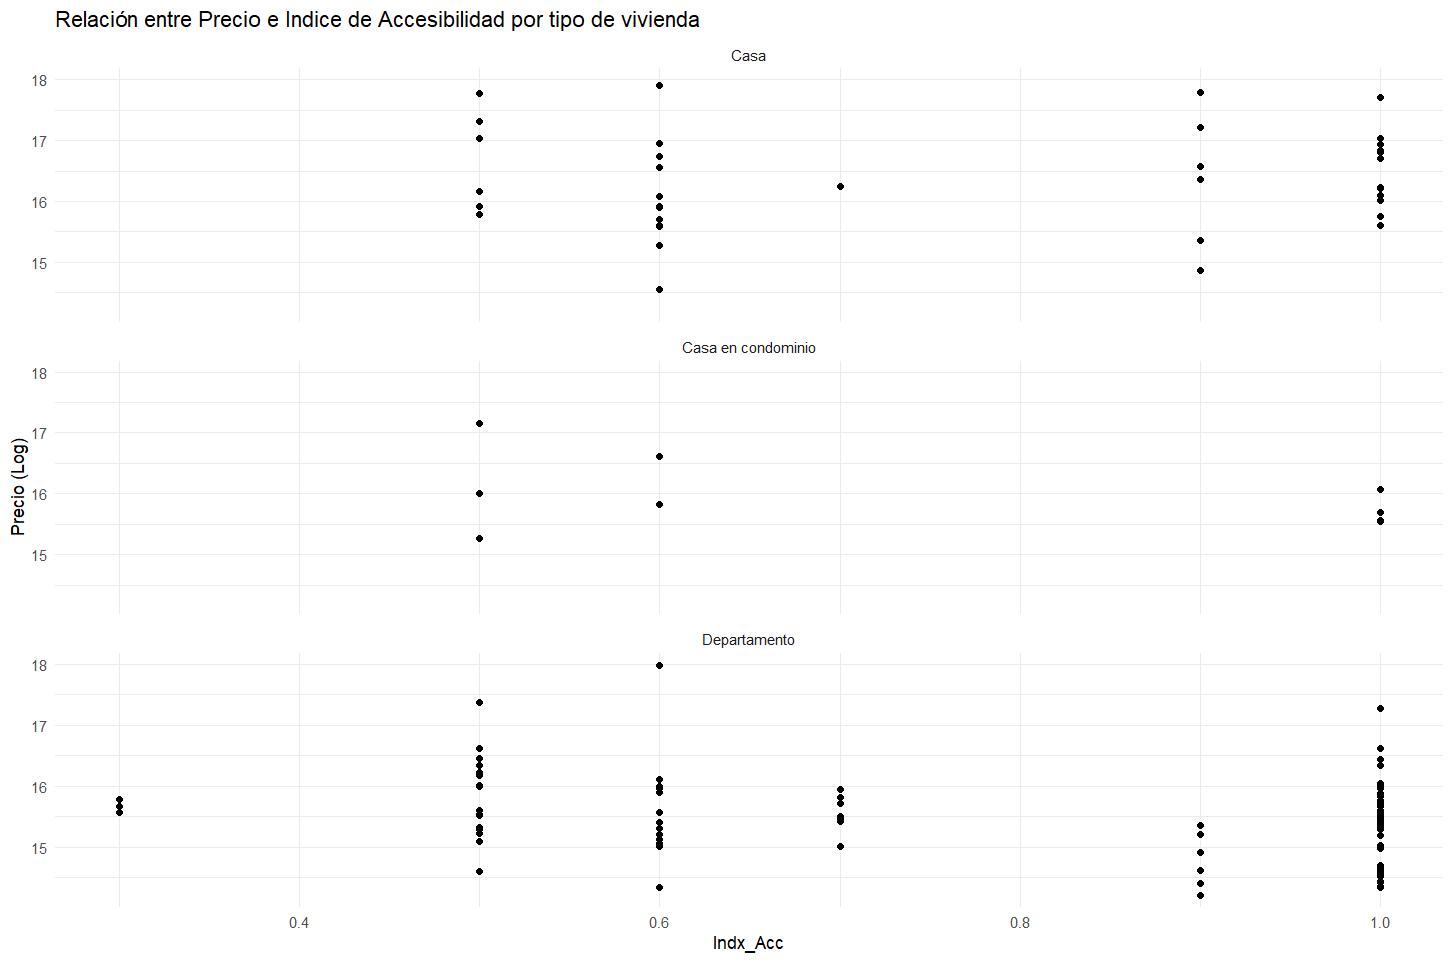 Relación entre Precio e Indice de Accesibilidad por tipo de vivienda
Casa
18
17
16
15
Casa en condominio
18
17
16
15
Precio (Log)
Departamento
18
17
16
15
0.4 0.6 0.8 1.0
Indx_Acc